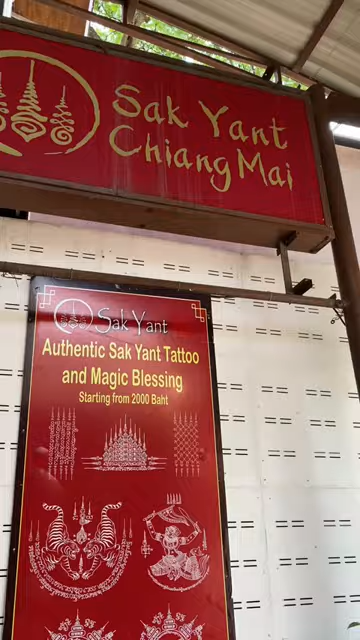 Sak Yant
Chiang Mai
Sak Yant
Authentic Sak Yant Tattoo
and Magic Blessing
Starting from 2000 Baht